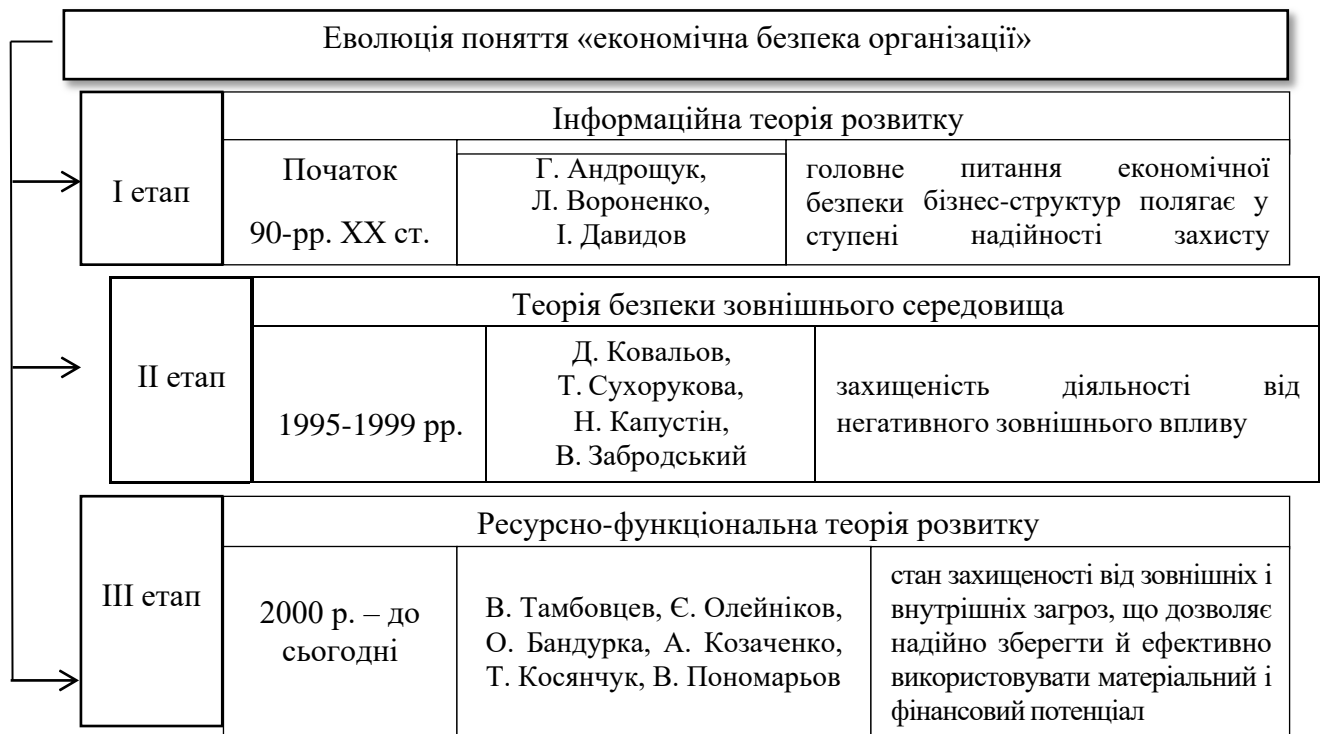 Еволюція поняття «економічна безпека організації»
І етап
Інформаційна теорія розвитку
Початок
90-рр. ХХ ст.
Г. Андрощук,
Л. Вороненко,
І. Давидов
головне питання економічної
безпеки бізнес-структур полягає у
ступені надійності захисту
ІІ етап
Теорія безпеки зовнішнього середовища
1995-1999 рр.
Д. Ковальов,
Т. Сухорукова,
Н. Капустін,
В. Забродський
захищеність діяльності від
негативного зовнішнього впливу
ІІІ етап
Ресурсно-функціональна теорія розвитку
2000 р. – до
сьогодні
В. Тамбовцев, Є. Олейніков,
О. Бандурка, А. Козаченко,
Т. Косянчук, В. Пономарьов
стан захищеності від зовнішніх і
внутрішніх загроз, що дозволяє
надійно зберегти й ефективно
використовувати матеріальний і
фінансовий потенціал